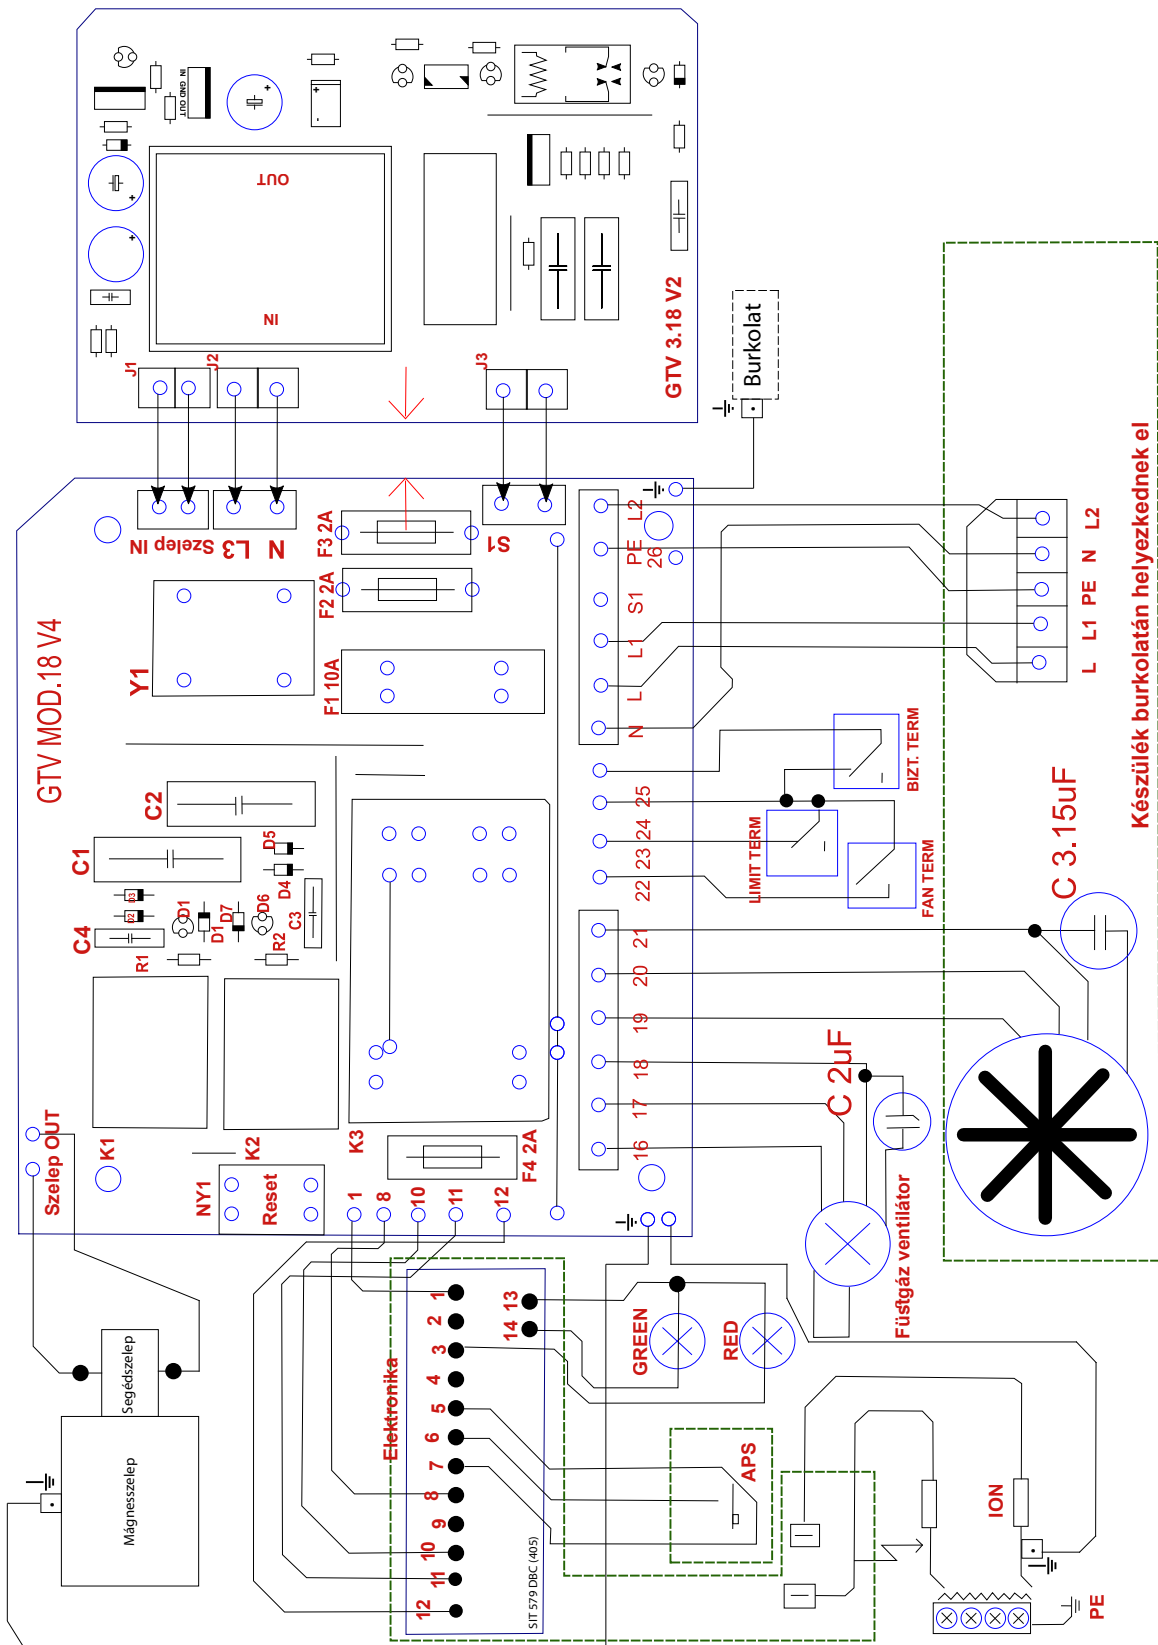 IN GND OUT
OUT
IN
J1
J2
J3
GTV 3.18 V2
Burkolat
GTV MOD.18 V4
Szelep IN
L3
N
F3 2A
F2 2A
S1
Y1
F1 10A
L2
PE
26
S1
L1
L
N
25
24
23
22
21
20
19
18
17
16
C2
C1
C4
D3
D2
D5
D4
D1
D1
D7
D6
C3
R1
R2
K1
K2
K3
F4 2A
Szelep OUT
NY1
Reset
1
8
10
11
12
BIZT. TERM
LIMIT TERM
FAN TERM
L2
N
PE
L1
L
Készülék burkolatán helyezkednek el
C 3.15uF
C 2uF
Füstgáz ventilátor
Segédszelep
Mágnesszelep
Elektronika
1
2
3
4
5
6
7
8
9
10
11
12
13
14
SIT 579 DBC (405)
GREEN
RED
APS
ION
PE